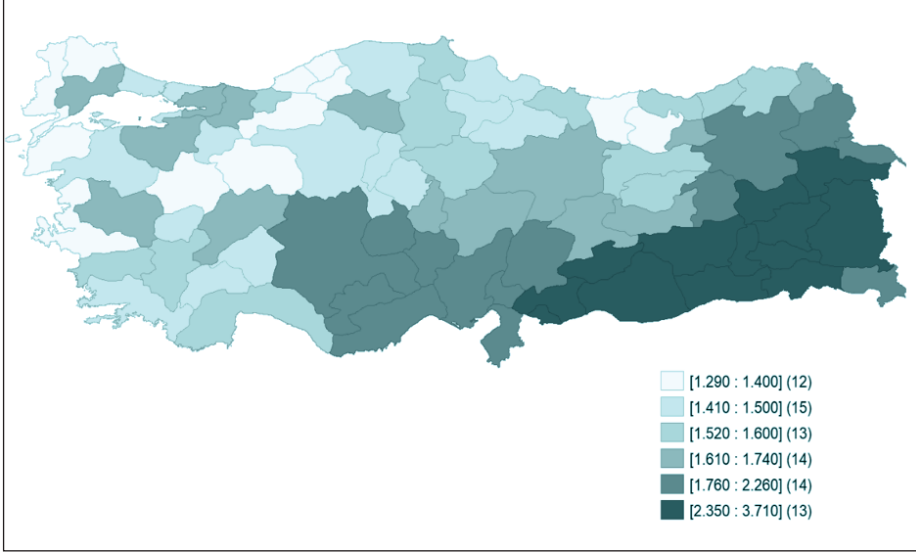 [1.290 : 1.400] (12)
[1.410 : 1.500] (15)
[1.520 : 1.600] (13)
[1.610 : 1.740] (14)
[1.760 : 2.260] (14)
[2.350 : 3.710] (13)